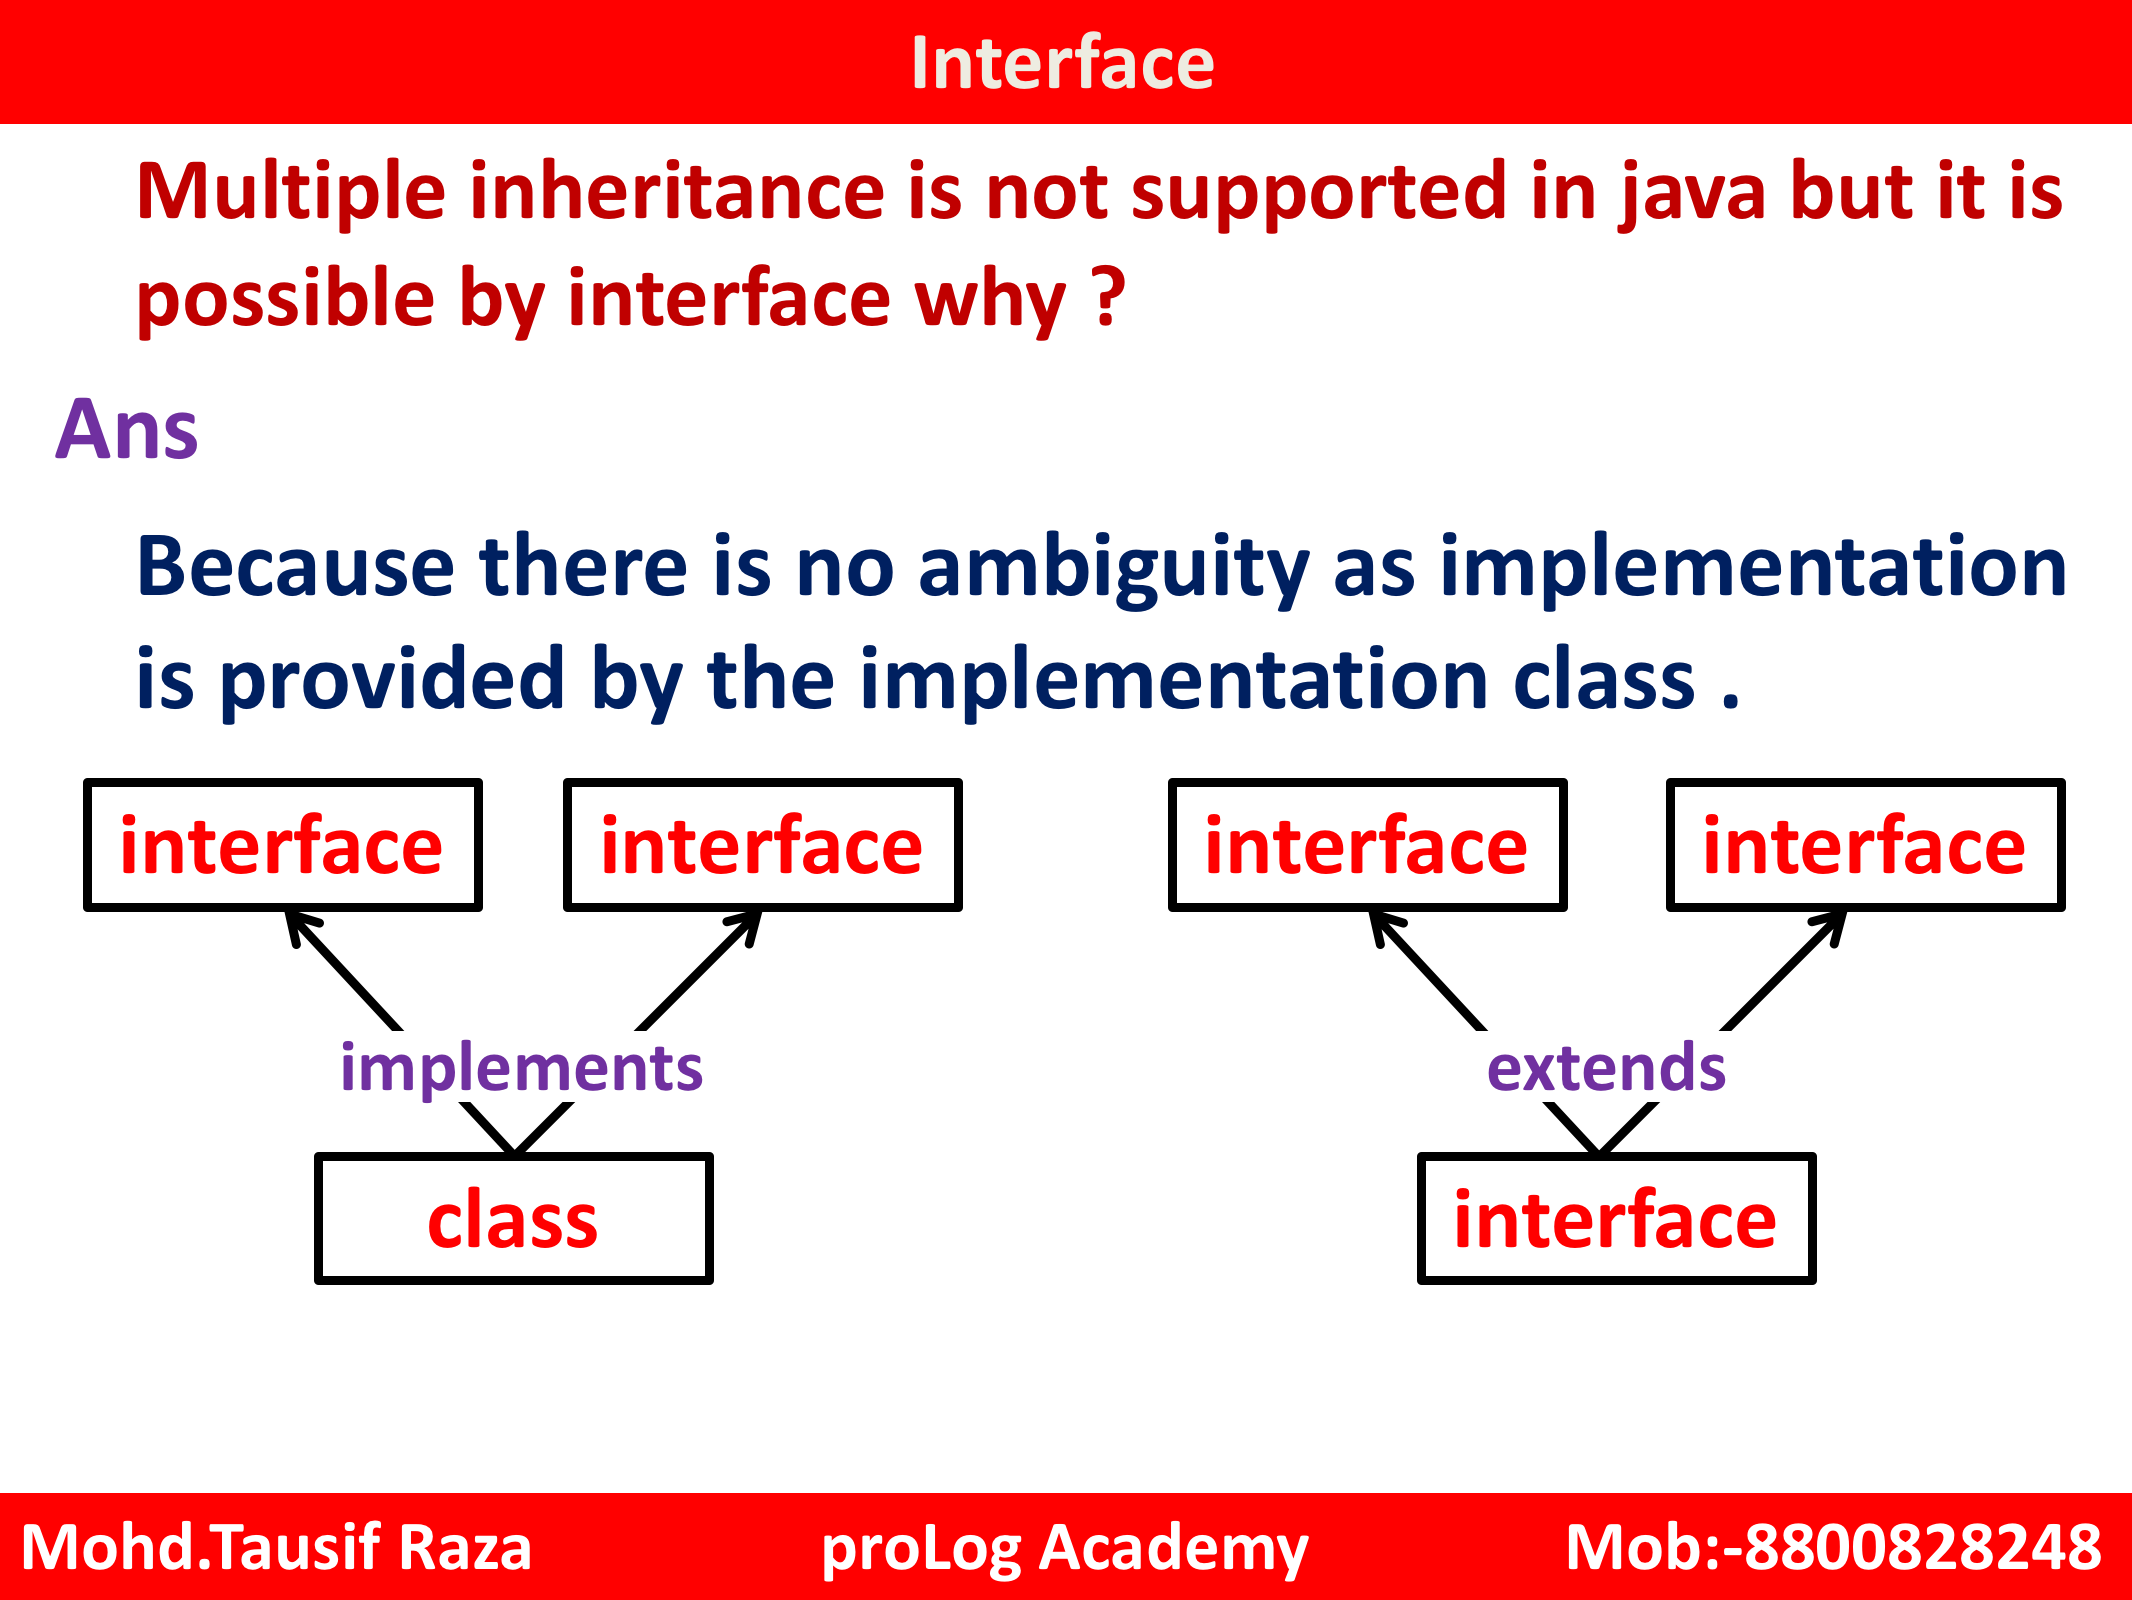 Interface
Multiple inheritance is not supported in java but it is
possible by interface why ?
Ans
Because there is no ambiguity as implementation
is provided by the implementation class .
interface interface interface interface
implements extends
class interface
Mohd.Tausif Raza proLog Academy Mob:-8800828248